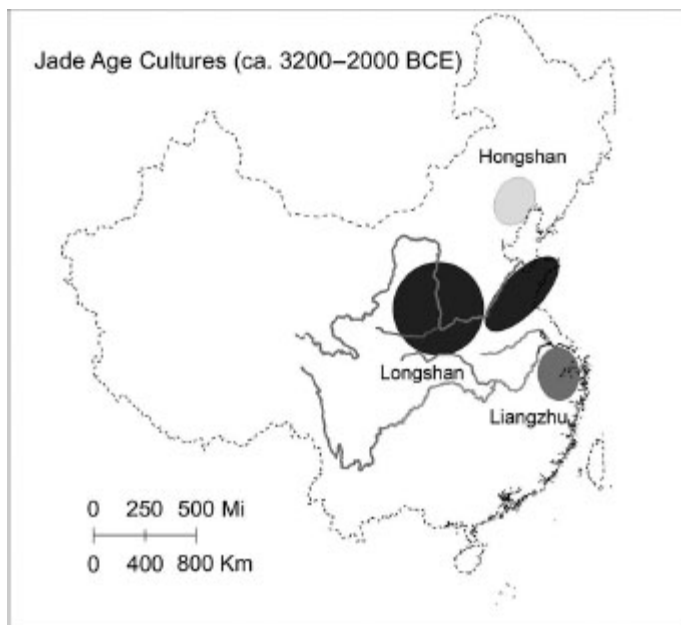 Jade Age Cultures (ca. 3200–2000 BCE)
Hongshan
Longshan
Liangzhu
0 250 500 Mi
0 400 800 Km